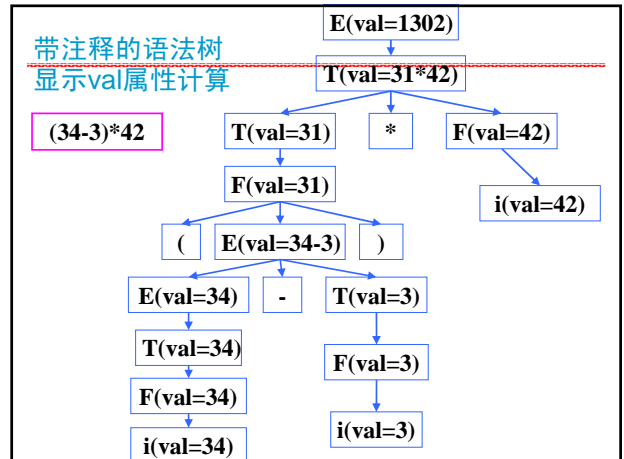 E(val=1302)
带注释的语法树
显示val属性计算
T(val=31*42)
(34-3)*42
T(val=31)
*
F(val=42)
F(val=31)
i(val=42)
(
E(val=34-3)
)
E(val=34)
-
T(val=3)
T(val=34)
F(val=3)
F(val=34)
i(val=3)
i(val=34)